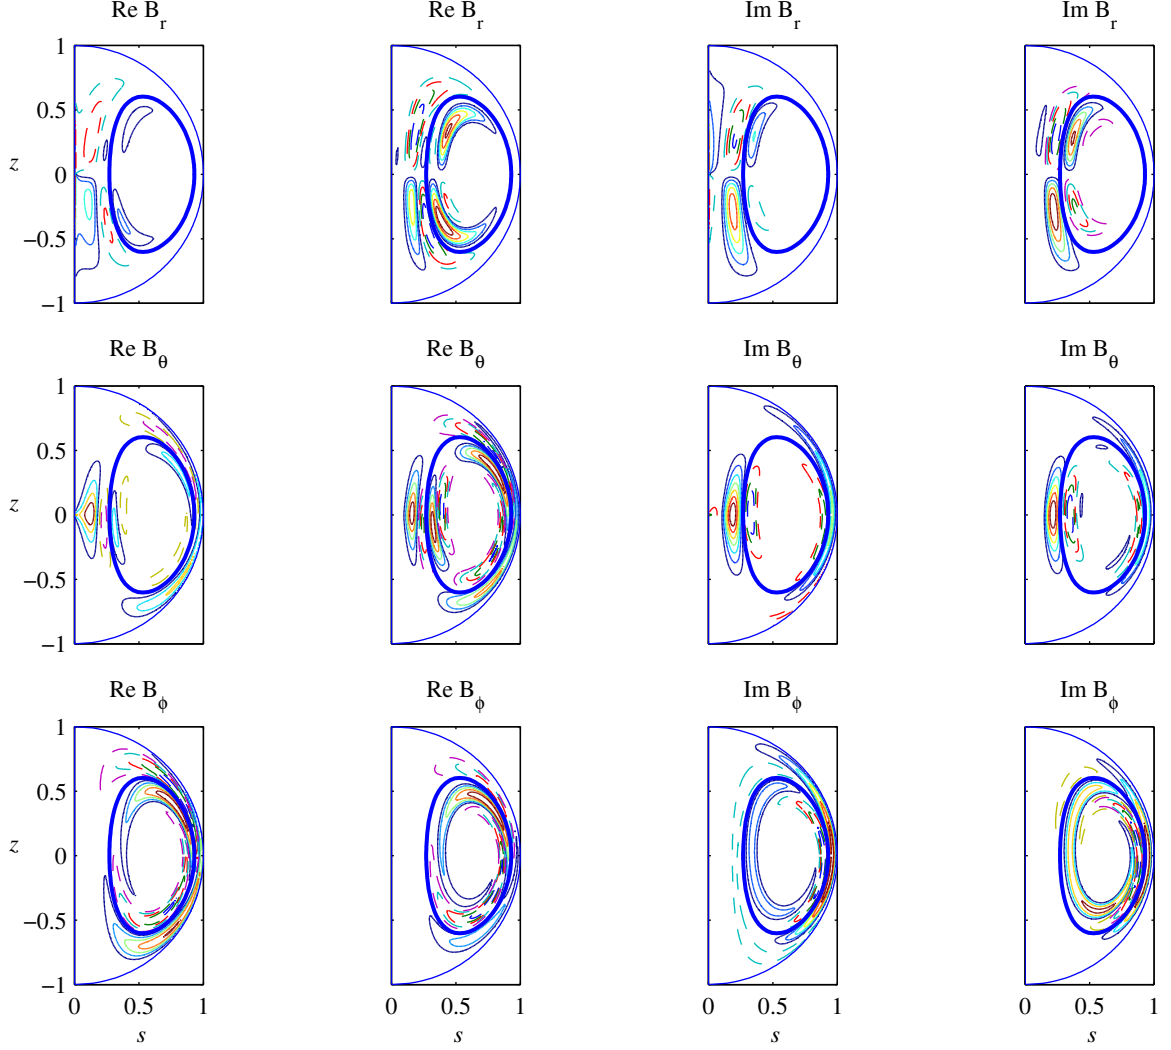 Re B_r Re B_r Im B_r Im B_r
1
0.5
z 0
−0.5
−1
Re B_θ Re B_θ Im B_θ Im B_θ
1
0.5
z 0
−0.5
−1
Re B_ϕ Re B_ϕ Im B_ϕ Im B_ϕ
1
0.5
z 0
−0.5
−1
0 0.5 1 0 0.5 1 0 0.5 1 0 0.5 1
s s s s